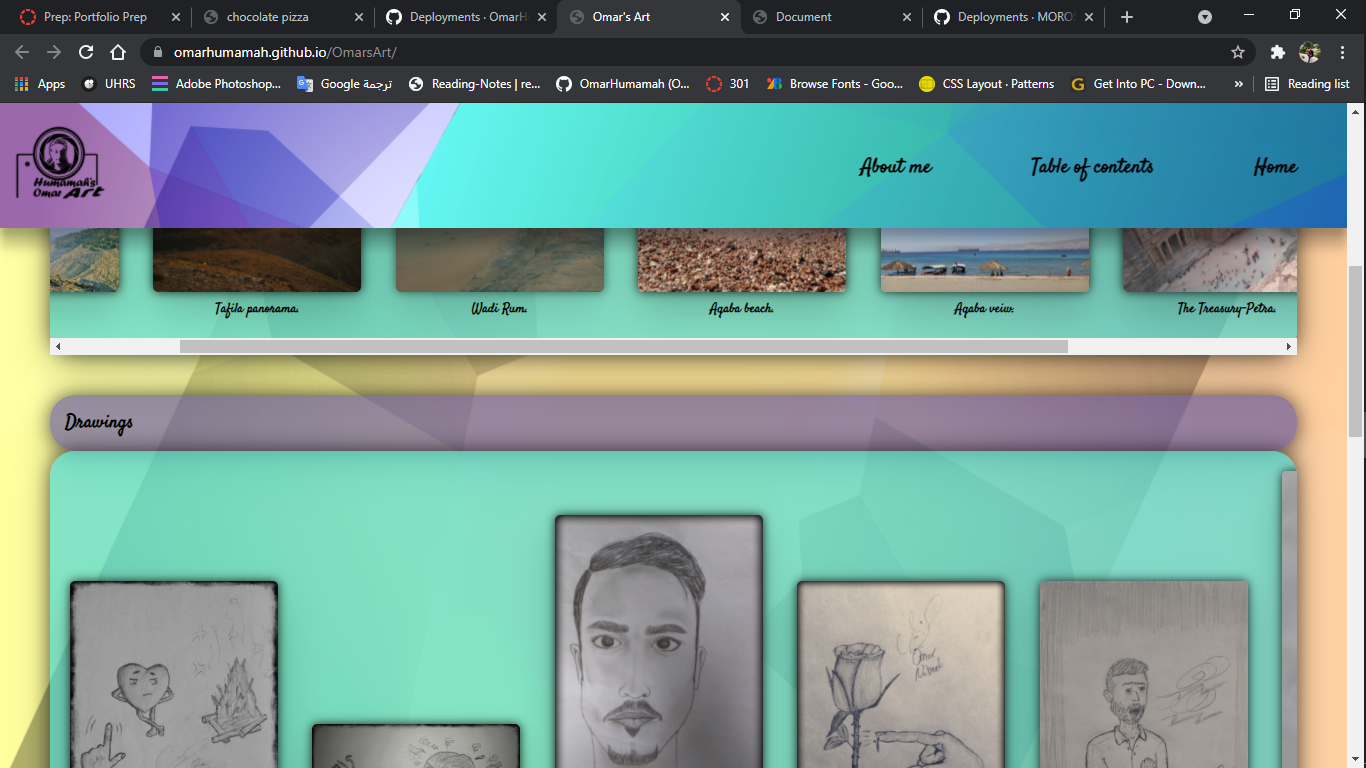 Prep: Portfolio Prep
chocolate pizza
Deployments · OmarH
Omar's Art
Document
Deployments · MOROS
omarhumamah.github.io/OmarsArt/
Apps
UHRS
Adobe Photoshop...
ترجمة Google
Reading-Notes | re...
OmarHumamah (O...
301
Browse Fonts - Goo...
CSS Layout · Patterns
Get Into PC - Down...
»
Reading list
Humamah's
Omar Art
About me
Table of contents
Home
Tafila panorama.
Wadi Rum.
Aqaba beach.
Aqaba veiw.
The Treasury-Petra.
Drawings
Omar